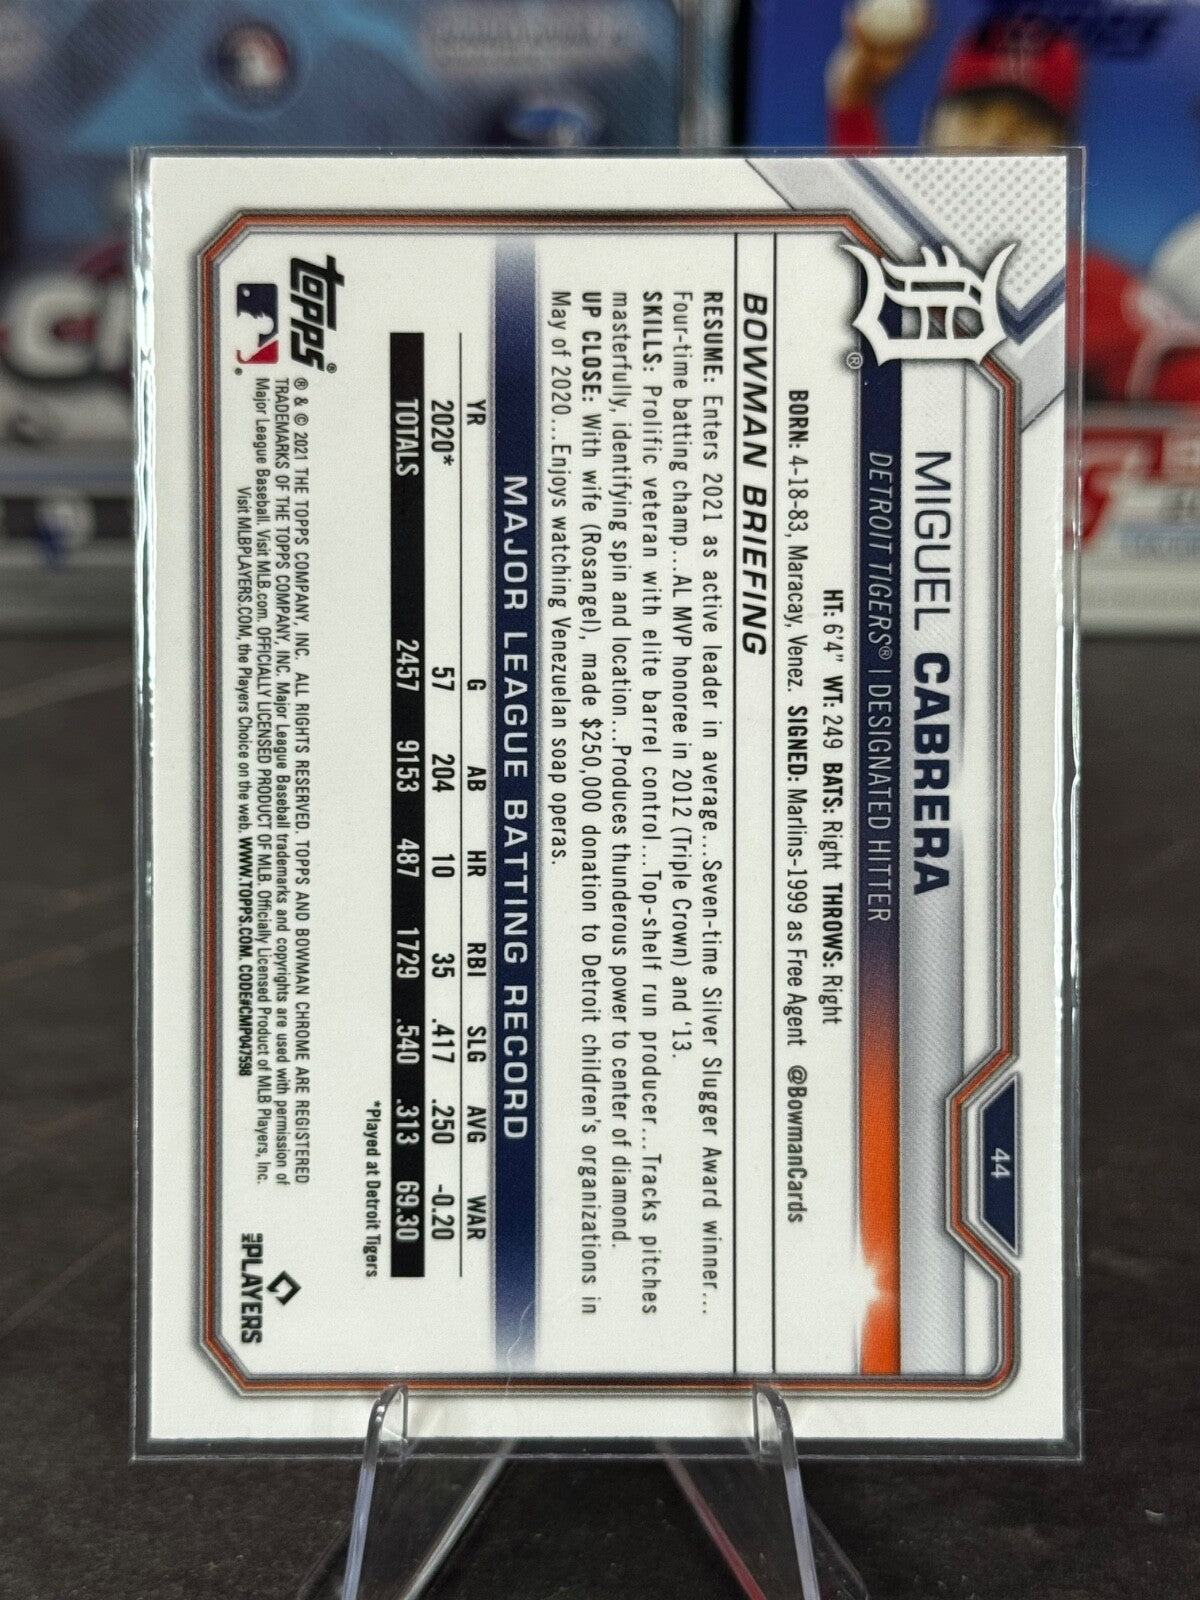 44
MIGUEL CABRERA
DETROIT TIGERS® | DESIGNATED HITTER
®
HT: 6'4" WT: 249 BATS: Right THROWS: Right
BORN: 4-18-83, Maracay, Venez. SIGNED: Marlins-1999 as Free Agent @BowmanCards
BOWMAN BRIEFING
RESUME: Enters 2021 as active leader in average...Seven-time Silver Slugger Award winner...
Four-time batting champ...AL MVP honoree in 2012 (Triple Crown) and '13.
SKILLS: Prolific veteran with elite barrel control...Top-shelf run producer...Tracks pitches
masterfully, identifying spin and location...Produces thunderous power to center of diamond.
UP CLOSE: With wife (Rosangel), made $250,000 donation to Detroit children's organizations in
May of 2020...Enjoys watching Venezuelan soap operas.
MAJOR LEAGUE BATTING RECORD
YR G AB HR RBI SLG AVG WAR
2020* 57 204 10 35 .417 .250 -0.20
TOTALS 2457 9153 487 1729 .540 .313 69.30
*Played at Detroit Tigers
topps®
® & © 2021 THE TOPPS COMPANY, INC. ALL RIGHTS RESERVED. TOPPS AND BOWMAN CHROME ARE REGISTERED
TRADEMARKS OF THE TOPPS COMPANY, INC. Major League Baseball trademarks and copyrights are used with permission of
Major League Baseball. Visit MLB.com. OFFICIALLY LICENSED PRODUCT OF MLB. Officially Licensed Product of MLB Players, Inc.
Visit MLBPLAYERS.COM, the Players Choice on the web. WWW.TOPPS.COM. CODE#CMP047598
MLB PLAYERS